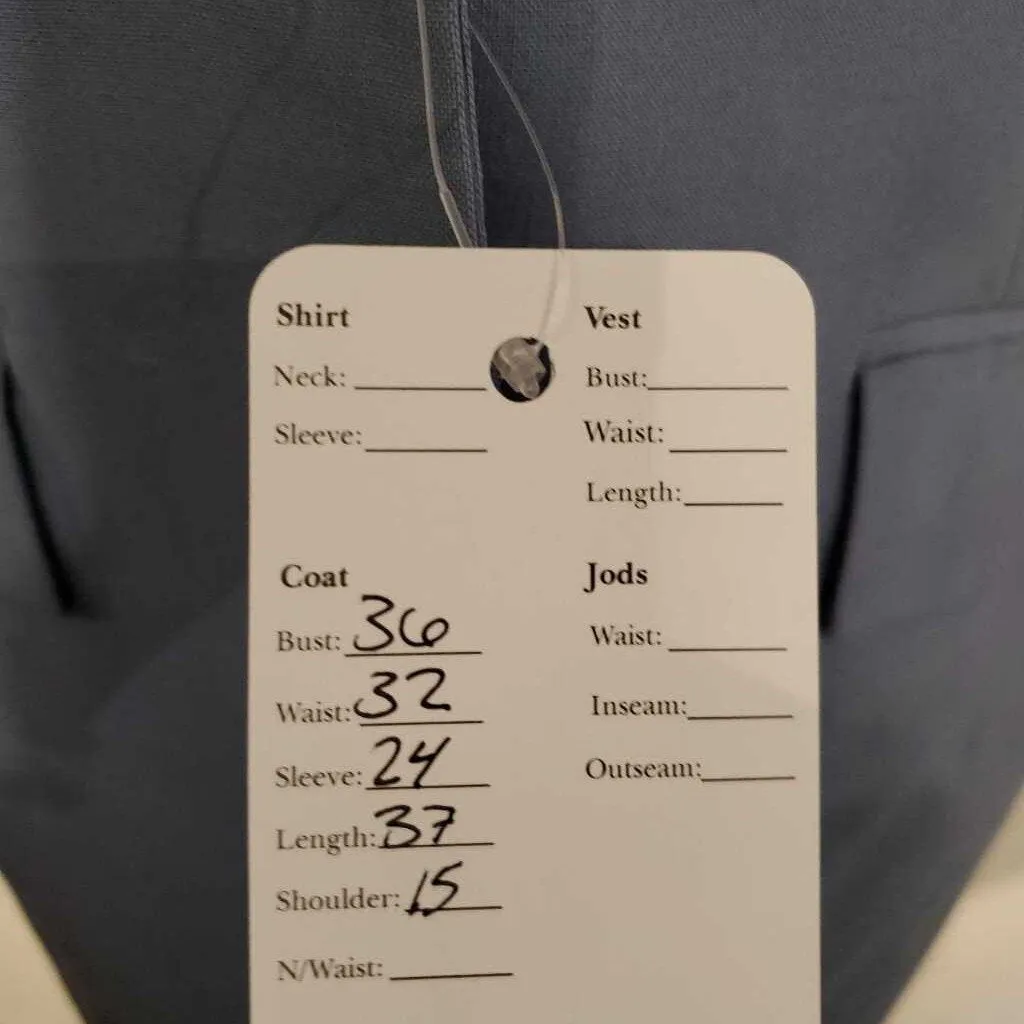 Shirt
Neck:
Sleeve:
Vest
Bust:
Waist:
Length:
Coat
Bust: 36
Waist: 32
Sleeve: 24
Length: 37
Shoulder: 15
N/Waist:
Jods
Waist:
Inseam:
Outseam: